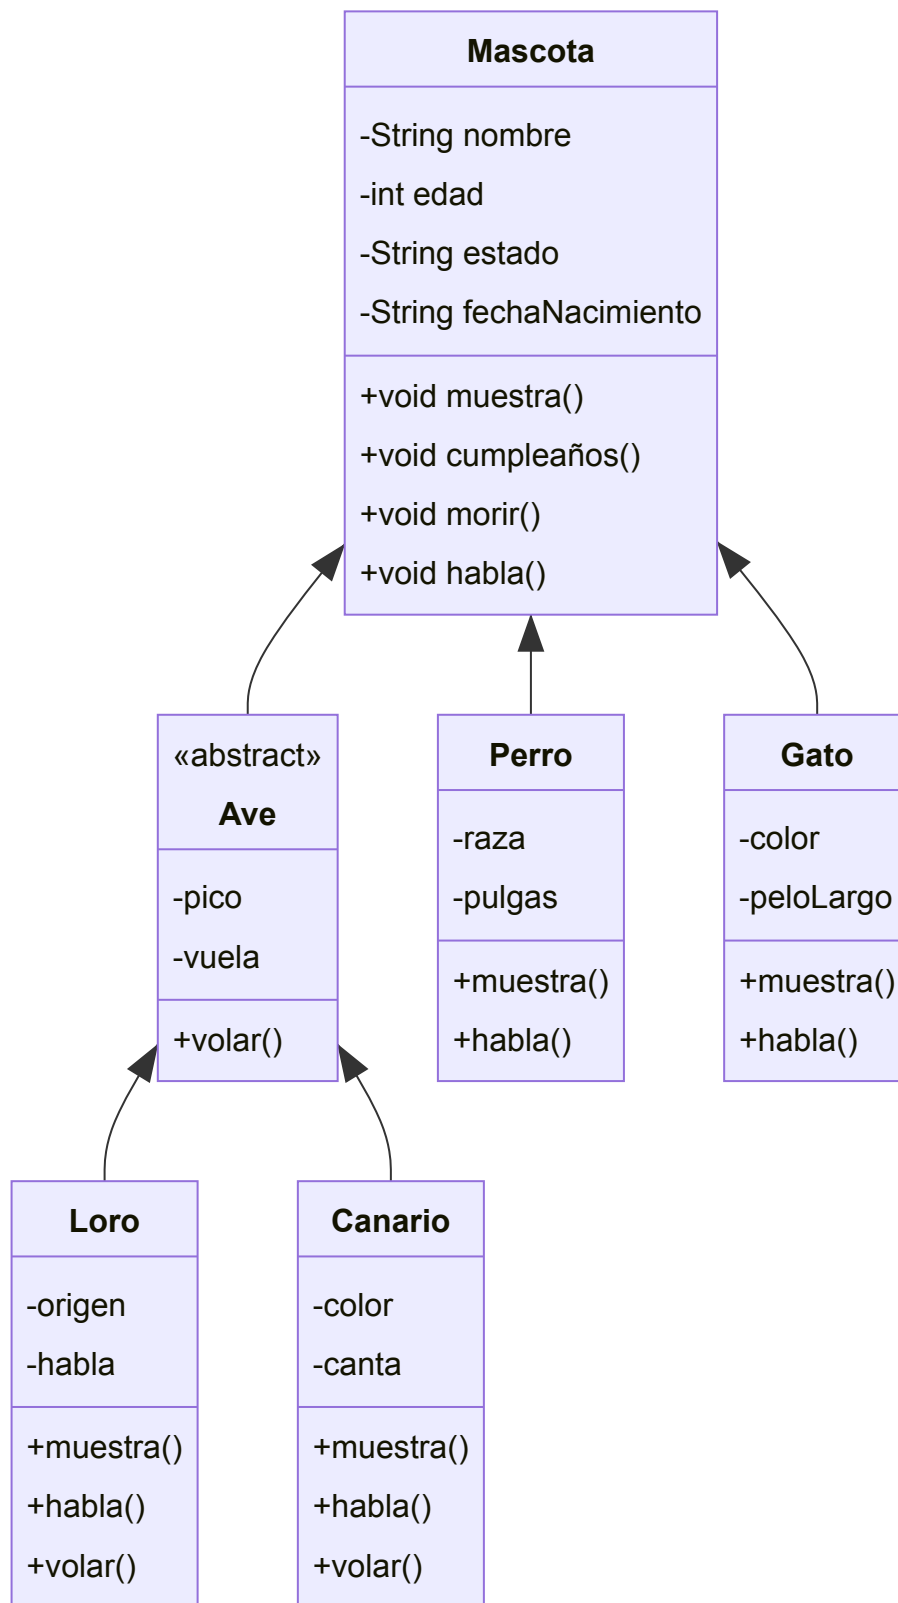 Mascota
-String nombre
-int edad
-String estado
-String fechaNacimiento
+void muestra()
+void cumpleaños()
+void morir()
+void habla()
«abstract»
Ave
-pico
-vuela
+volar()
Perro
-raza
-pulgas
+muestra()
+habla()
Gato
-color
-peloLargo
+muestra()
+habla()
Loro
-origen
-habla
+muestra()
+habla()
+volar()
Canario
-color
-canta
+muestra()
+habla()
+volar()